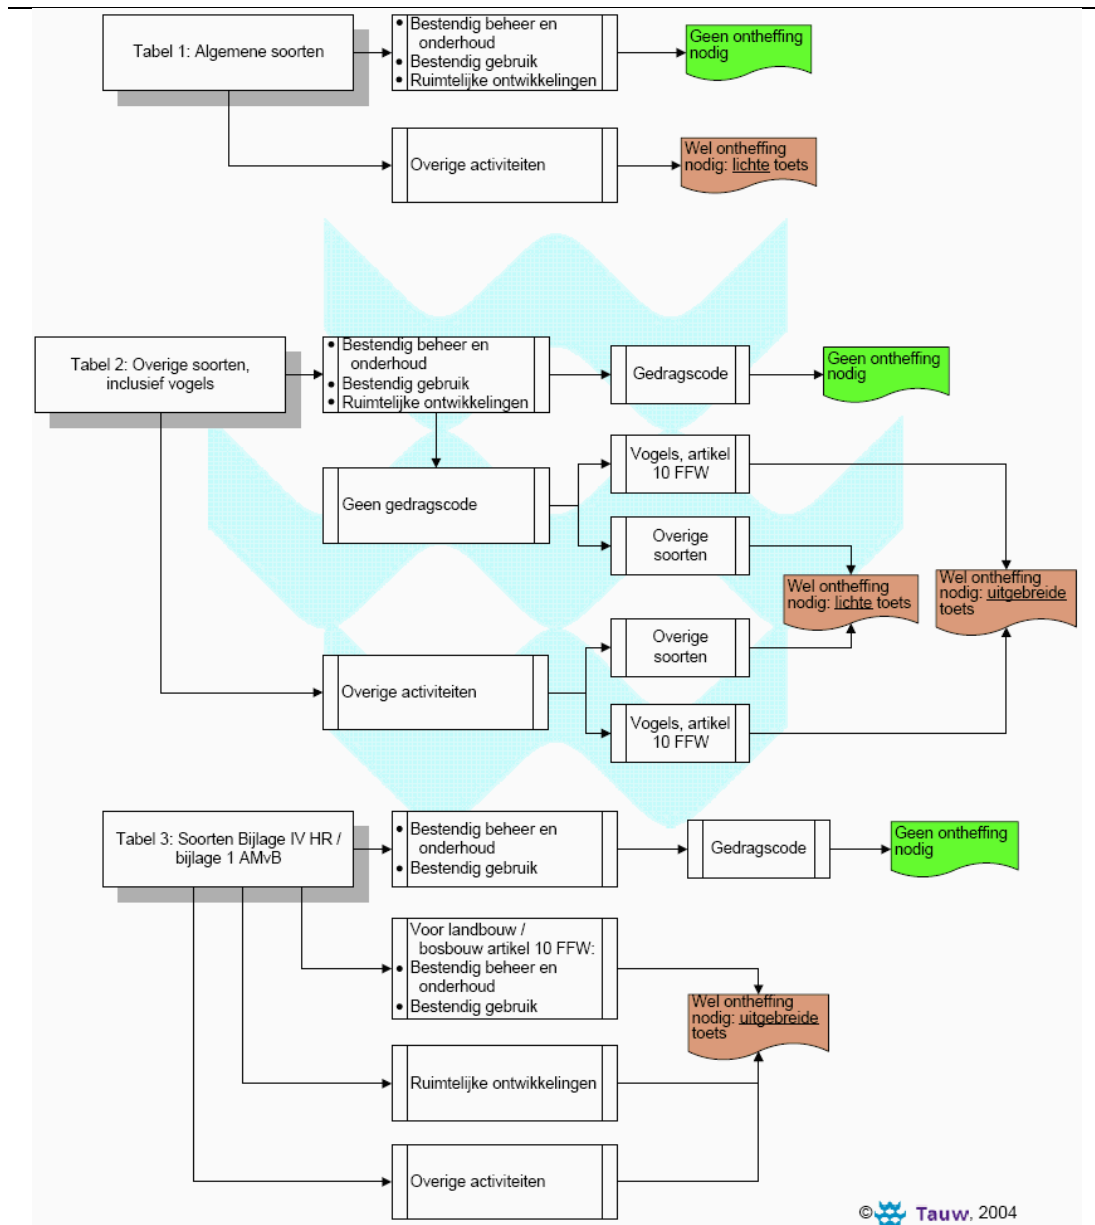 Tabel 1: Algemene soorten
• Bestendig beheer en
onderhoud
• Bestendig gebruik
• Ruimtelijke ontwikkelingen
Geen ontheffing
nodig
Overige activiteiten
Wel ontheffing
nodig: lichte toets
Tabel 2: Overige soorten,
inclusief vogels
• Bestendig beheer en
onderhoud
• Bestendig gebruik
• Ruimtelijke ontwikkelingen
Gedragscode
Geen ontheffing
nodig
Geen gedragscode
Vogels, artikel
10 FFW
Overige
soorten
Wel ontheffing
nodig: lichte toets
Wel ontheffing
nodig: uitgebreide
toets
Overige activiteiten
Overige
soorten
Vogels, artikel
10 FFW
Tabel 3: Soorten Bijlage IV HR /
bijlage 1 AMvB
• Bestendig beheer en
onderhoud
• Bestendig gebruik
Gedragscode
Geen ontheffing
nodig
Voor landbouw /
bosbouw artikel 10 FFW:
• Bestendig beheer en
onderhoud
• Bestendig gebruik
Wel ontheffing
nodig: uitgebreide
toets
Ruimtelijke ontwikkelingen
Overige activiteiten
© Tauw, 2004